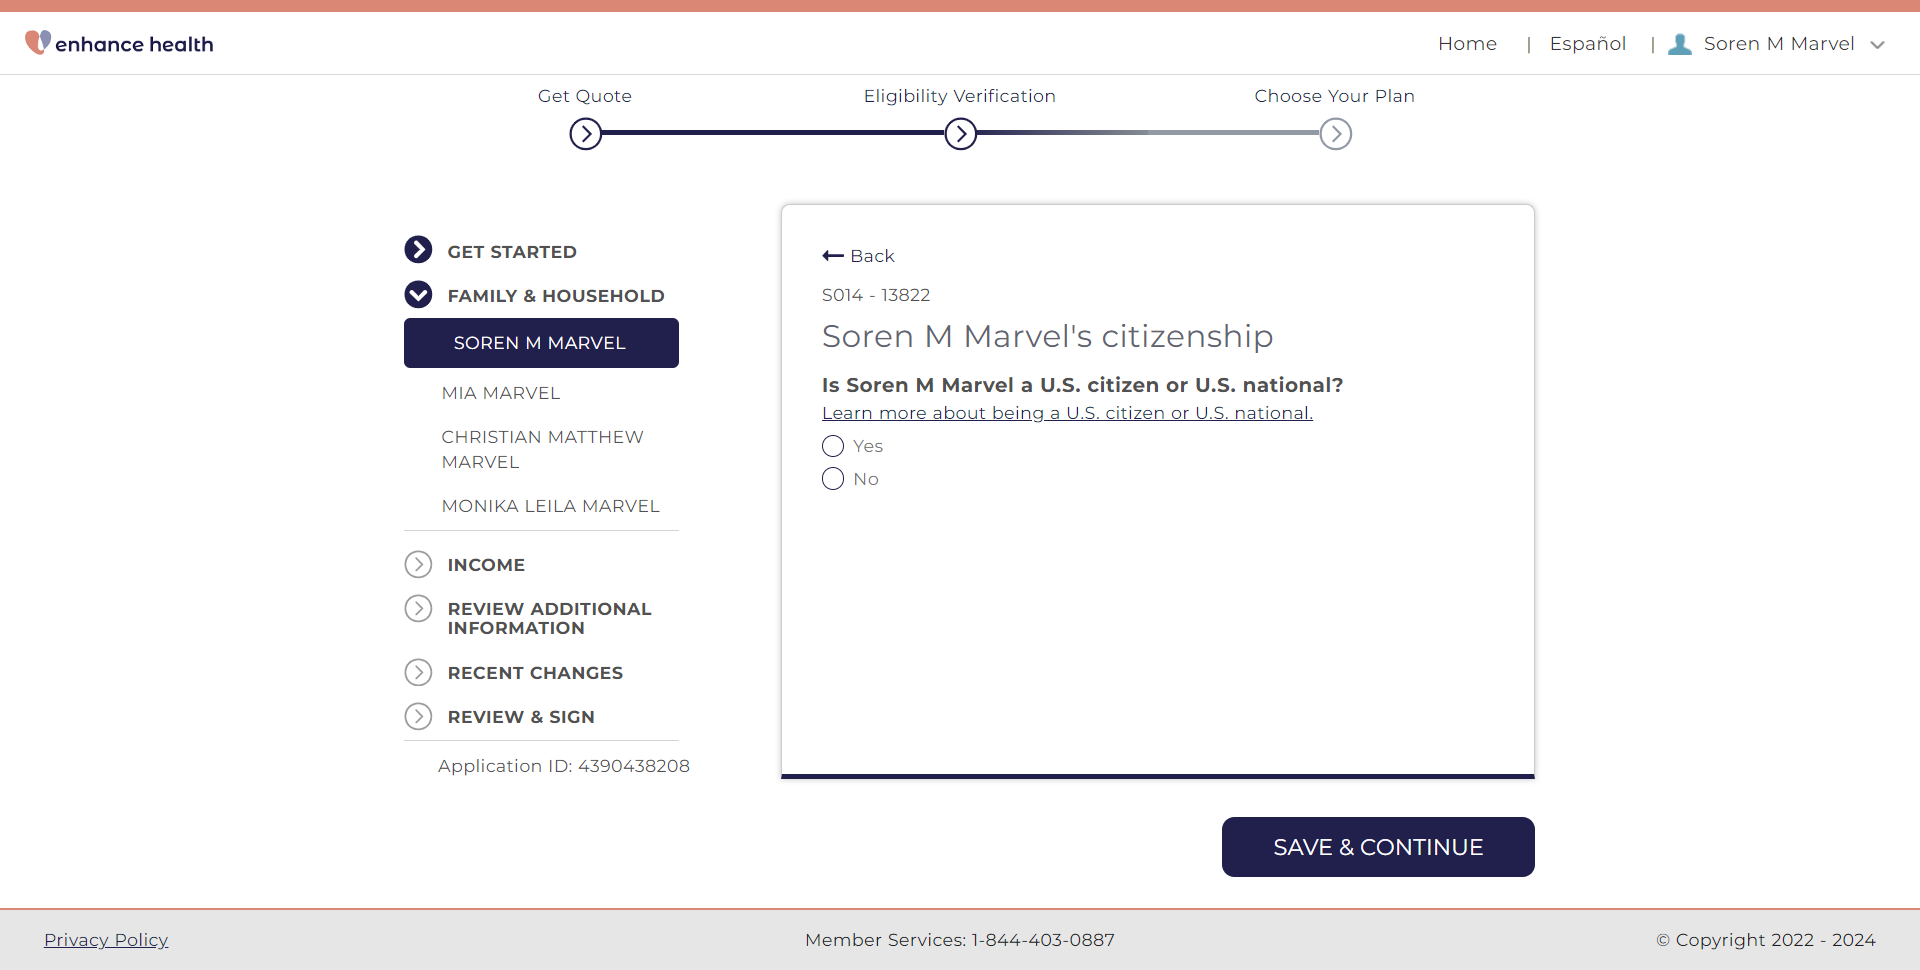 enhance health
Home | Español | Soren M Marvel
Get Quote
Eligibility Verification
Choose Your Plan
GET STARTED
FAMILY & HOUSEHOLD
SOREN M MARVEL
MIA MARVEL
CHRISTIAN MATTHEW
MARVEL
MONIKA LEILA MARVEL
INCOME
REVIEW ADDITIONAL
INFORMATION
RECENT CHANGES
REVIEW & SIGN
Application ID: 4390438208
Back
S014 - 13822
Soren M Marvel's citizenship
Is Soren M Marvel a U.S. citizen or U.S. national?
Learn more about being a U.S. citizen or U.S. national.
Yes
No
SAVE & CONTINUE
Privacy Policy
Member Services: 1-844-403-0887
© Copyright 2022 - 2024